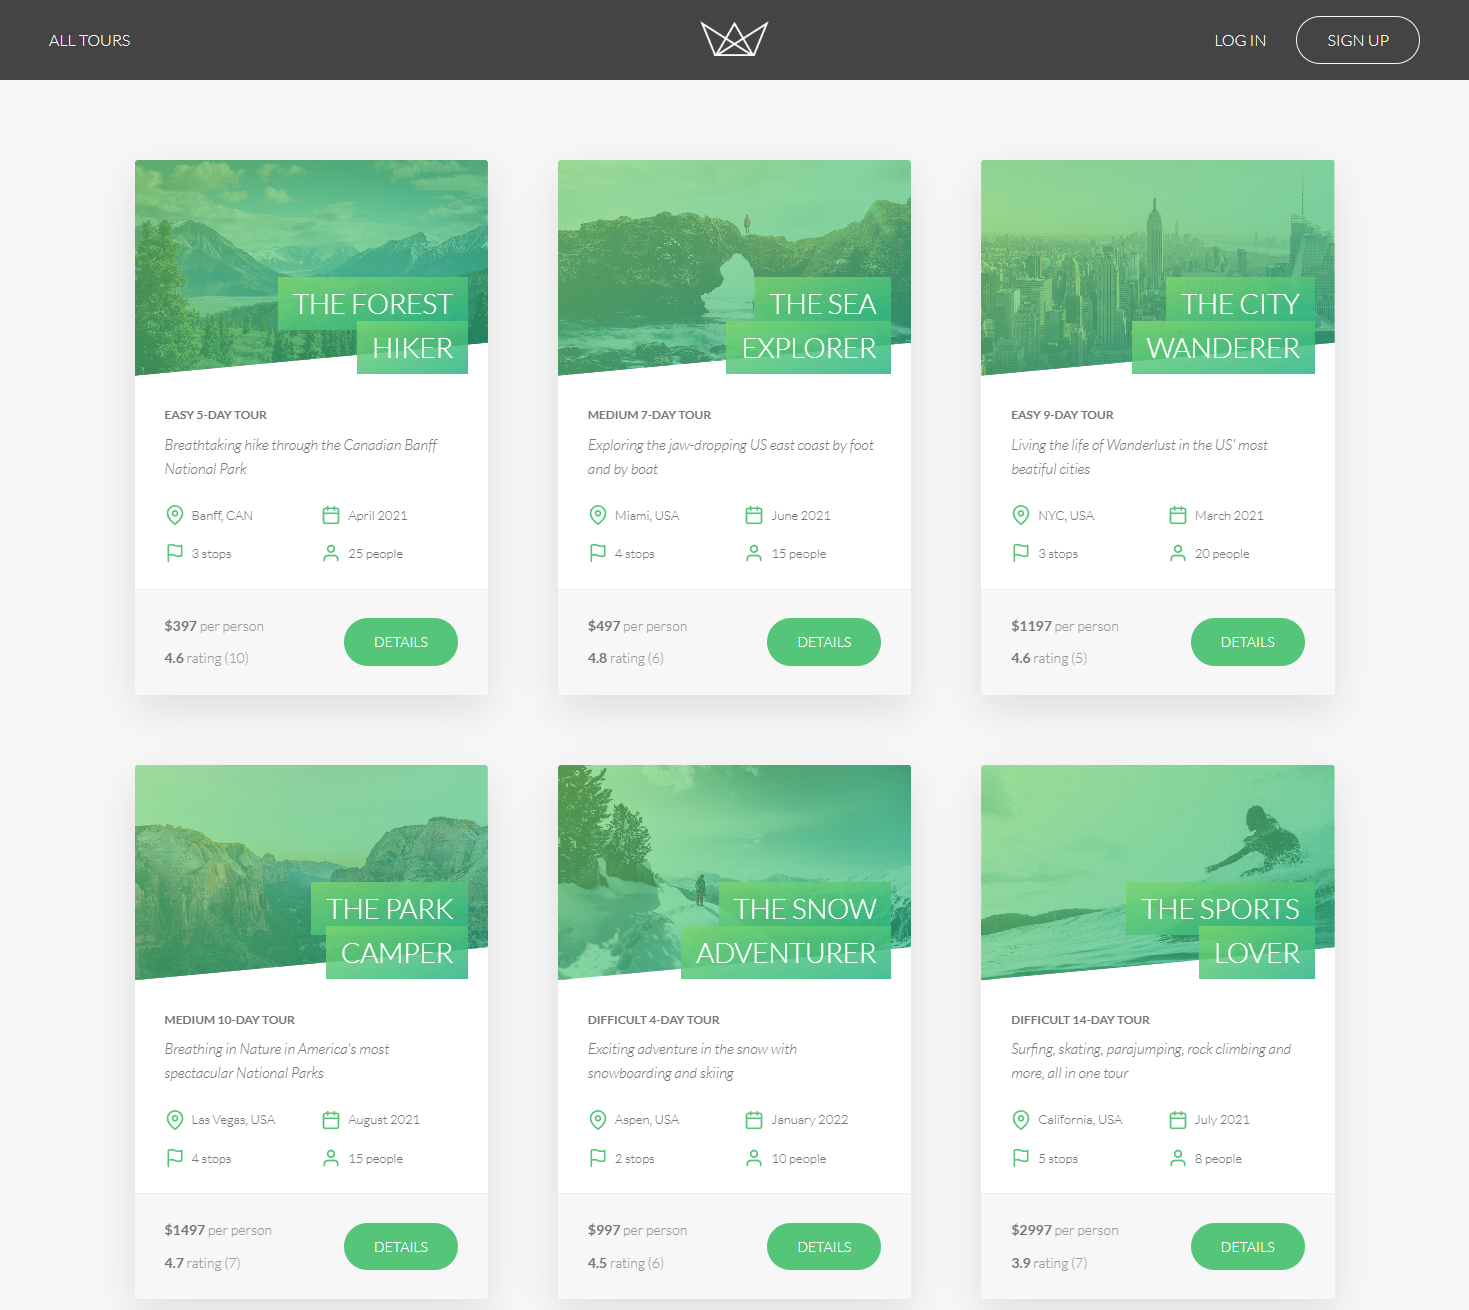 ALL TOURS
LOG IN
SIGN UP
THE FOREST
HIKER
EASY 5-DAY TOUR
Breathtaking hike through the Canadian Banff
National Park
Banff, CAN
April 2021
3 stops
25 people
$397 per person
4.6 rating (10)
DETAILS
THE SEA
EXPLORER
MEDIUM 7-DAY TOUR
Exploring the jaw-dropping US east coast by foot
and by boat
Miami, USA
June 2021
4 stops
15 people
$497 per person
4.8 rating (6)
DETAILS
THE CITY
WANDERER
EASY 9-DAY TOUR
Living the life of Wanderlust in the US' most
beatiful cities
NYC, USA
March 2021
3 stops
20 people
$1197 per person
4.6 rating (5)
DETAILS
THE PARK
CAMPER
MEDIUM 10-DAY TOUR
Breathing in Nature in America's most
spectacular National Parks
Las Vegas, USA
August 2021
4 stops
15 people
$1497 per person
4.7 rating (7)
DETAILS
THE SNOW
ADVENTURER
DIFFICULT 4-DAY TOUR
Exciting adventure in the snow with
snowboarding and skiing
Aspen, USA
January 2022
2 stops
10 people
$997 per person
4.5 rating (6)
DETAILS
THE SPORTS
LOVER
DIFFICULT 14-DAY TOUR
Surfing, skating, parajumping, rock climbing and
more, all in one tour
California, USA
July 2021
5 stops
8 people
$2997 per person
3.9 rating (7)
DETAILS